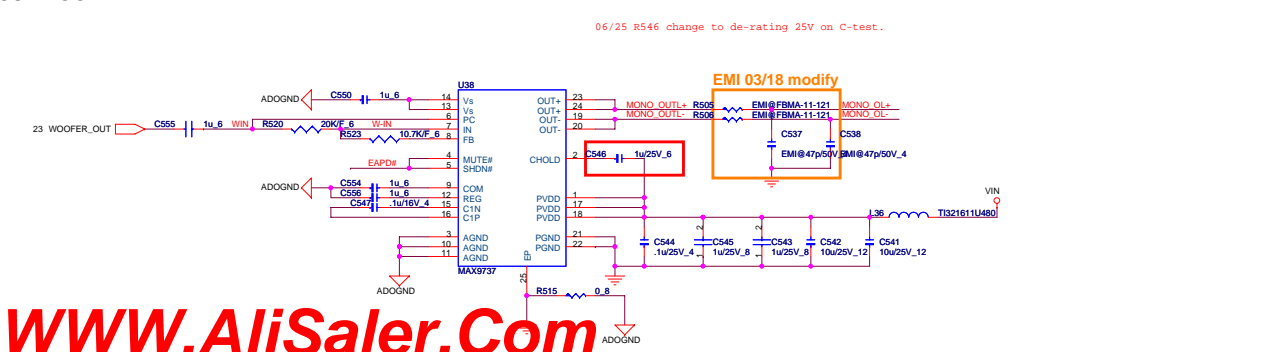 06/25 R546 change to de-rating 25V on C-test.
EMI 03/18 modify
U38
ADOGND
C550
1u_6
14
13
6
7
8
4
5
9
12
15
16
3
10
11
Vs
Vs
PC
IN
FB
MUTE#
SHDN#
COM
REG
C1N
C1P
AGND
AGND
AGND
EP
25
MAX9737
OUT+
OUT+
OUT-
OUT-
CHOLD
PVDD
PVDD
PVDD
PGND
PGND
23
24
19
20
2
1
17
18
21
22
23 WOOFER_OUT
C555
1u_6
WIN
R520
20K/F_6
W-IN
R523
10.7K/F_6
EAPD#
ADOGND
C554
1u_6
C556
1u_6
C547
.1u/16V_4
ADOGND
MONO_OUTL+
R505
EMI@FBMA-11-121
MONO_OL+
MONO_OUTL-
R506
EMI@FBMA-11-121
MONO_OL-
C537
EMI@47p/50V
C538
EMI@47p/50V_4
C546
1u/25V_6
VIN
L36
TI321611U480
C544
.1u/25V_4
2
C545
1u/25V_8
1
2
C543
1u/25V_8
1
C542
10u/25V_12
C541
10u/25V_12
R515
0_8
ADOGND
WWW.AliSaler.Com